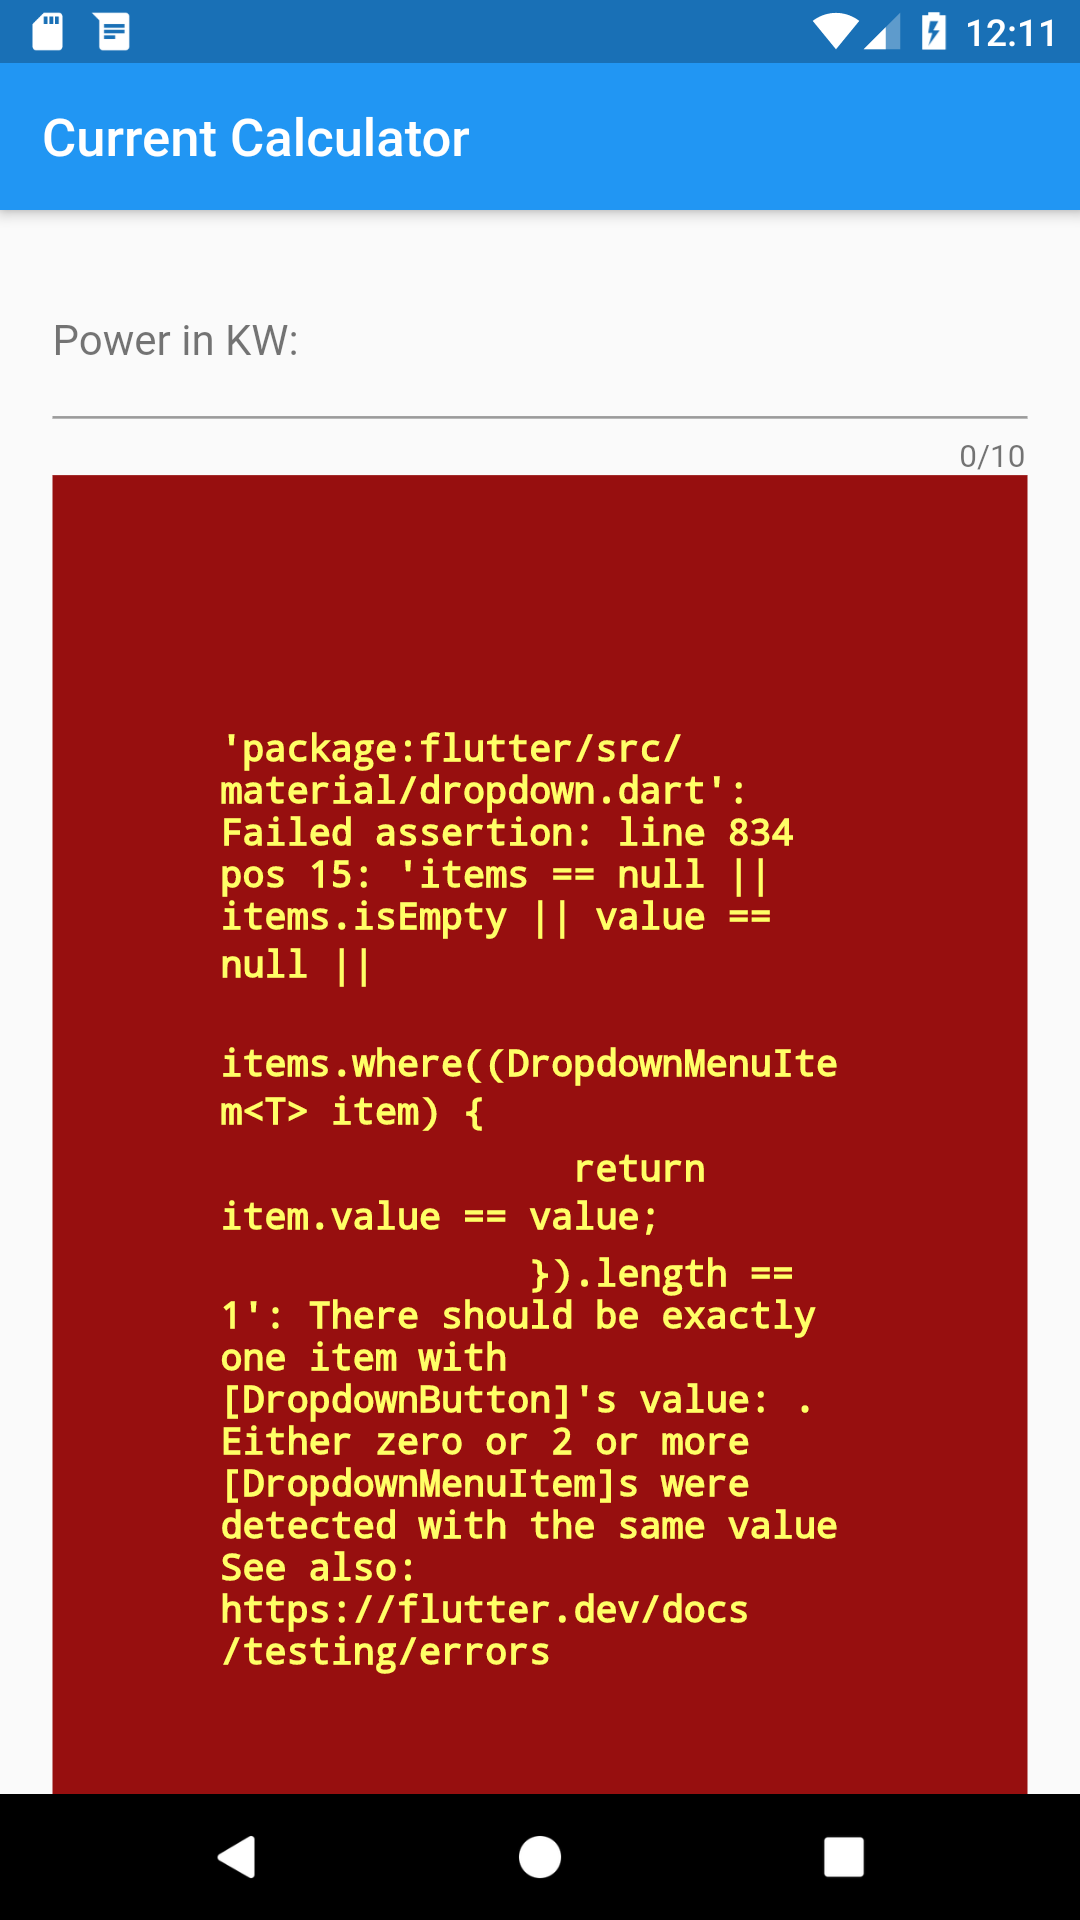 12:11
Current Calculator
Power in KW:
0/10
'package:flutter/src/
material/dropdown.dart':
Failed assertion: line 834
pos 15: 'items == null ||
items.isEmpty || value ==
null ||
items.where((DropdownMenuIte
m<T> item) {
return
item.value == value;
}).length ==
1': There should be exactly
one item with
[DropdownButton]'s value: .
Either zero or 2 or more
[DropdownMenuItem]s were
detected with the same value
See also:
https://flutter.dev/docs
/testing/errors